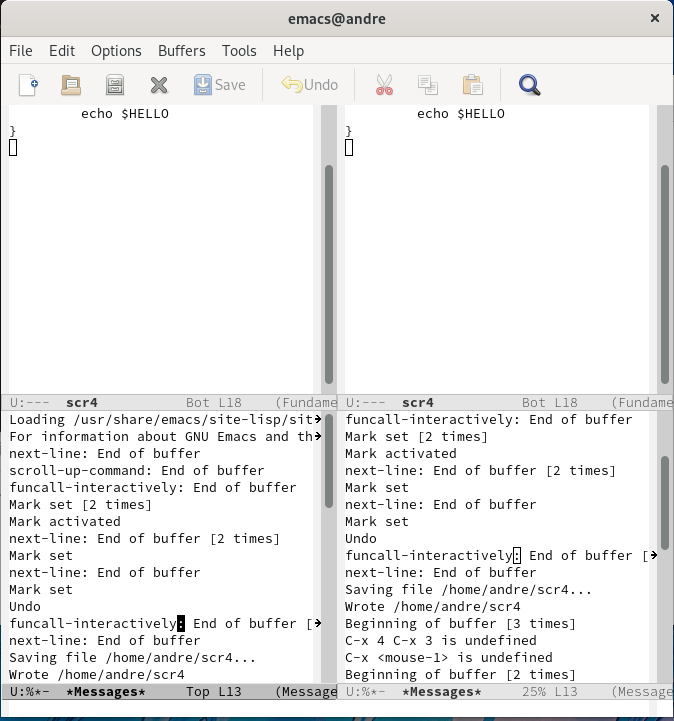 emacs@andre ×
File Edit Options Buffers Tools Help
Save Undo
echo $HELLO
}
U:--- scr4 Bot L18 (Fundame
echo $HELLO
}
U:--- scr4 Bot L18 (Fundame
Loading /usr/share/emacs/site-lisp/sit
For information about GNU Emacs and th
next-line: End of buffer
scroll-up-command: End of buffer
funcall-interactively: End of buffer
Mark set [2 times]
Mark activated
next-line: End of buffer [2 times]
Mark set
next-line: End of buffer
Mark set
Undo
funcall-interactively: End of buffer [
next-line: End of buffer
Saving file /home/andre/scr4...
Wrote /home/andre/scr4
U:%*- *Messages* Top L13 (Message
funcall-interactively: End of buffer
Mark set [2 times]
Mark activated
next-line: End of buffer [2 times]
Mark set
next-line: End of buffer
Mark set
Undo
funcall-interactively: End of buffer [
next-line: End of buffer
Saving file /home/andre/scr4...
Wrote /home/andre/scr4
Beginning of buffer [3 times]
C-x 4 C-x 3 is undefined
C-x <mouse-1> is undefined
Beginning of buffer [2 times]
U:%*- *Messages* 25% L13 (Message